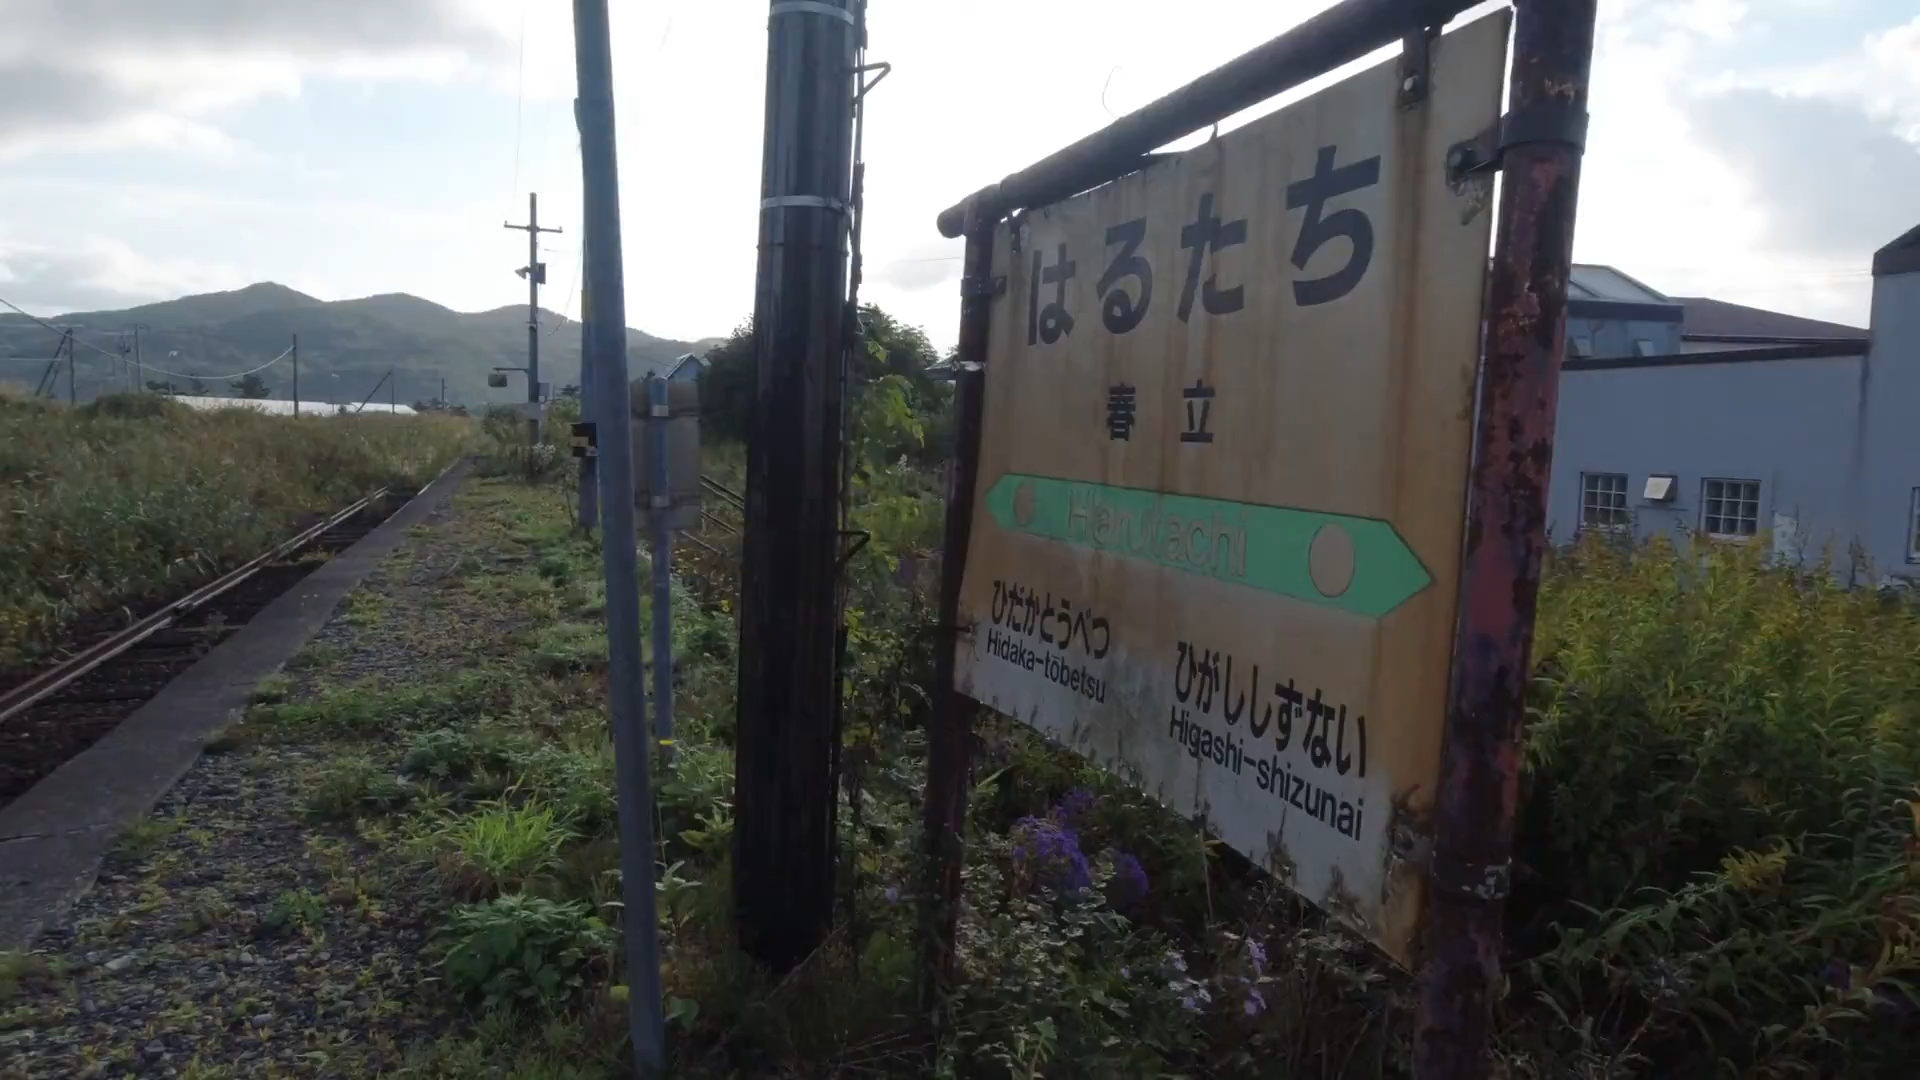 はるたち
春立
Harutachi
ひだかとうべつ
Hidaka-tōbetsu
ひがししずない
Higashi-shizunai